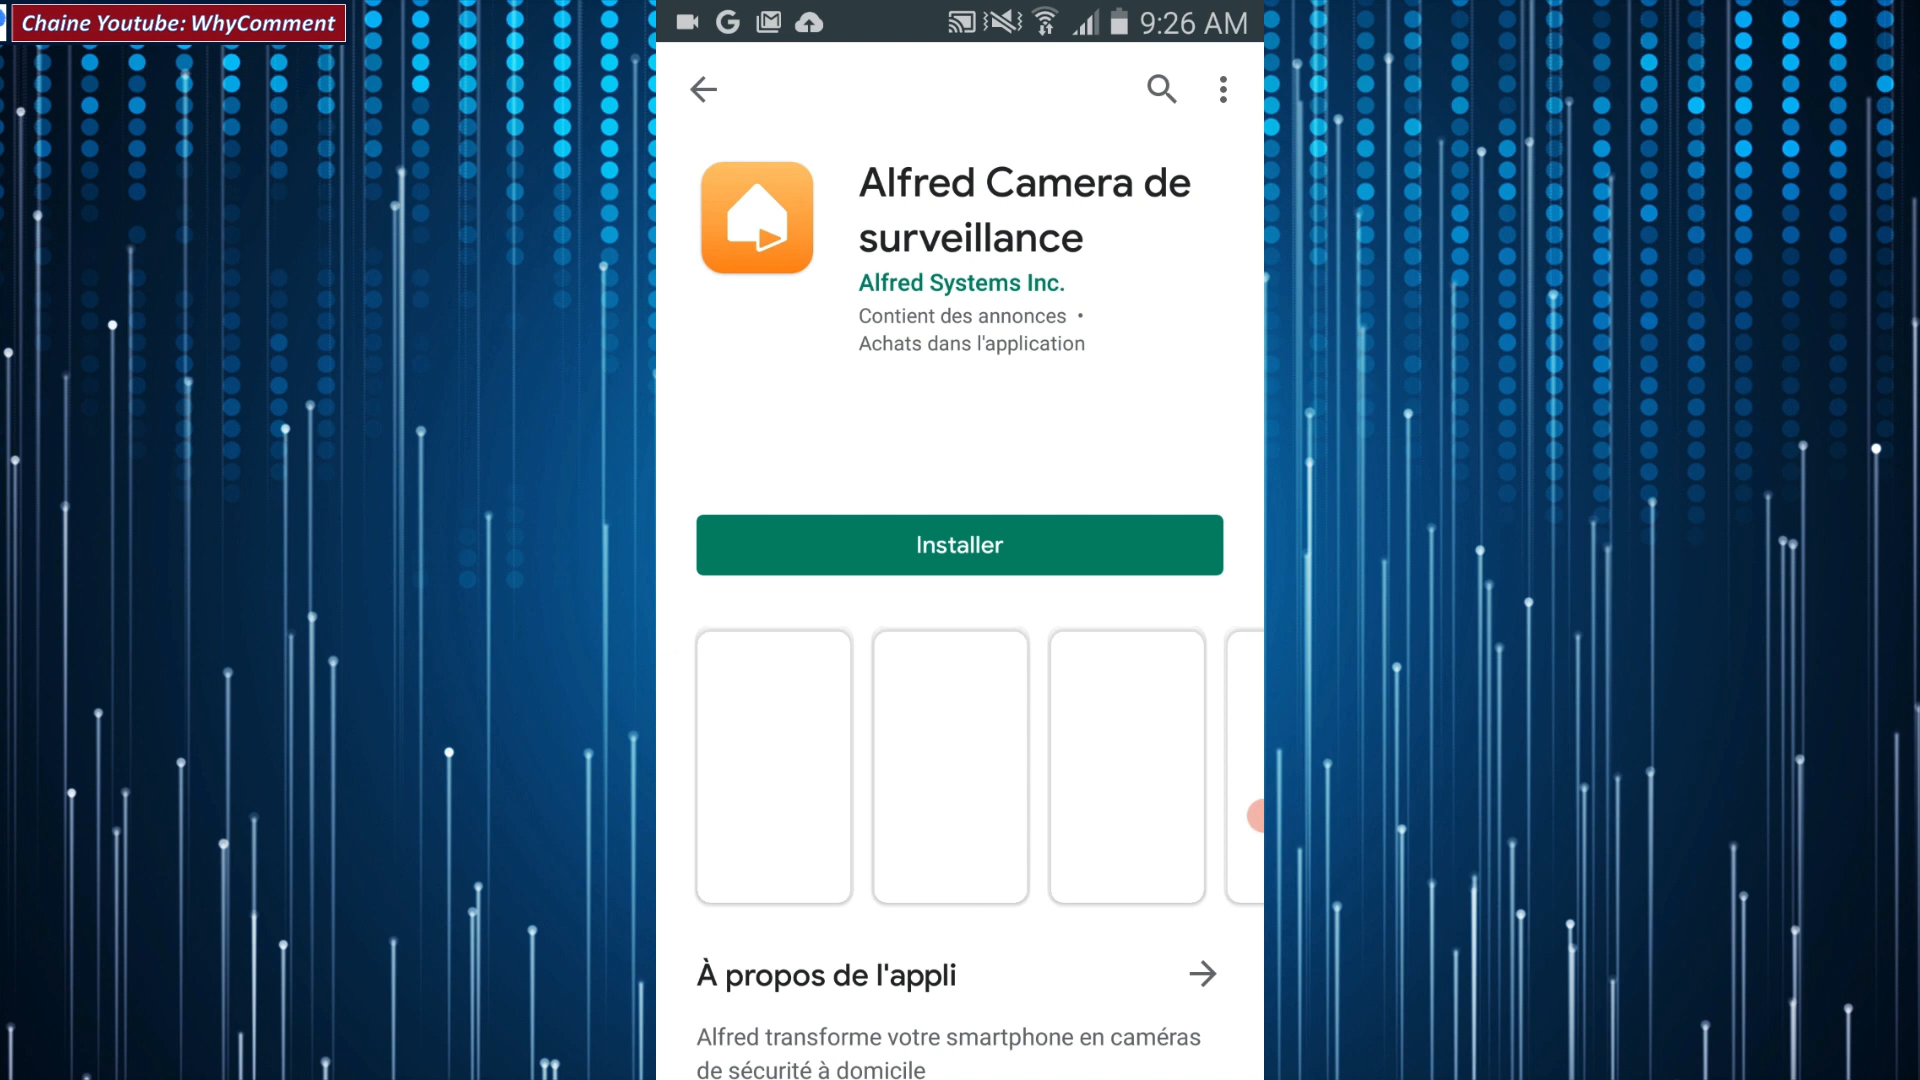 Chaine Youtube: WhyComment
9:26 AM
Alfred Camera de
surveillance
Alfred Systems Inc.
Contient des annonces •
Achats dans l'application
Installer
À propos de l'appli
Alfred transforme votre smartphone en caméras
de sécurité à domicile